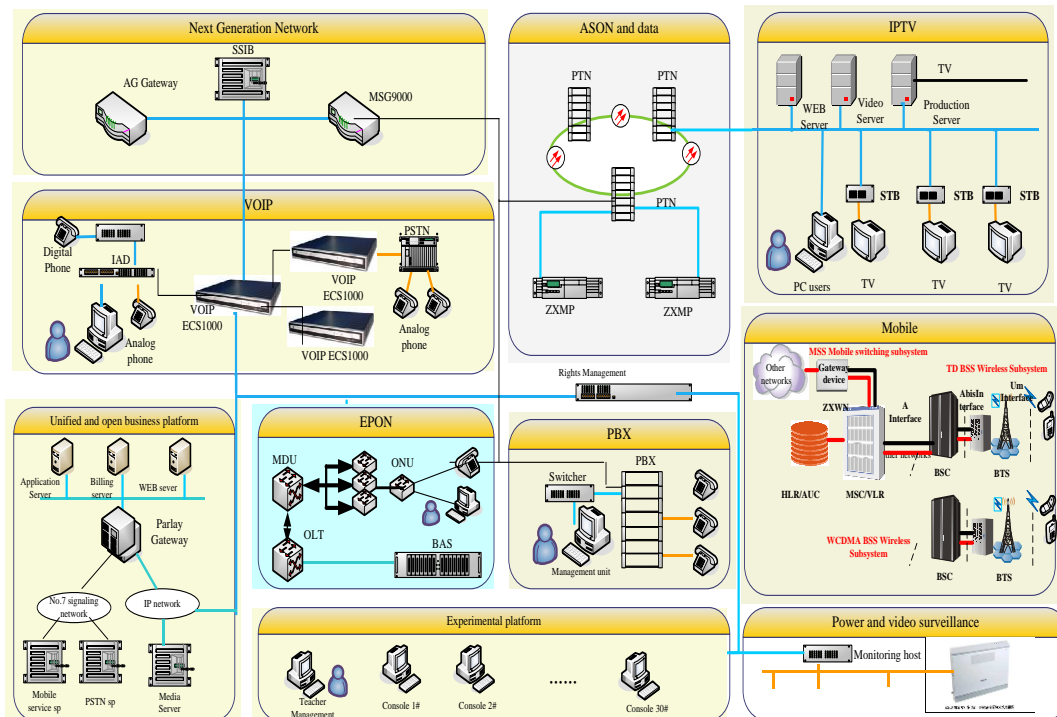 Next Generation Network
SSIB
AG Gateway
MSG9000
ASON and data
PTN
PTN
PTN
ZXMP
ZXMP
IPTV
TV
WEB
Server
Video
Server
Production
Server
STB
STB
STB
PC users
TV
TV
TV
VOIP
Digital
Phone
IAD
Analog
phone
VOIP
ECS1000
VOIP
ECS1000
VOIP ECS1000
PSTN
Analog
phone
Mobile
MSS Mobile switching subsystem
Other
networks
Gateway
device
TD BSS Wireless Subsystem
ZXWN
A
Interface
AbisIn
terface
Um
Interface
HLR/AUC
MSC/VLR
BSC
BTS
WCDMA BSS Wireless
Subsystem
BSC
BTS
Rights Management
Unified and open business platform
Application
Server
Billing
server
WEB sever
Parlay
Gateway
No.7 signaling
network
IP network
Mobile
service sp
PSTN sp
Media
Server
EPON
MDU
ONU
OLT
BAS
PBX
Switcher
PBX
Management unit
Experimental platform
Teacher
Management
Console 1#
Console 2#
......
Console 30#
Power and video surveillance
Monitoring host